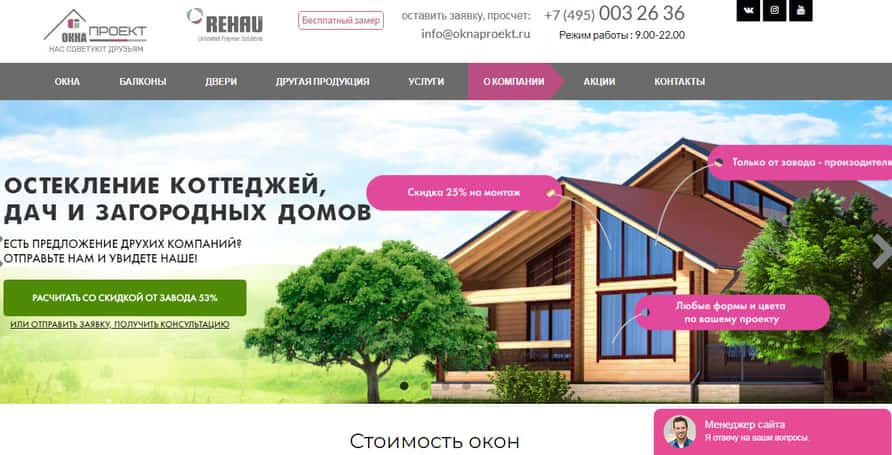 ОКНА ПРОЕКТ
НАС СОВЕТУЮТ ДРУЗЬЯМ
REHAU
Unlimited Polymer Solutions
Бесплатный замер
оставить заявку, просчет:
info@oknaproekt.ru
+7 (495) 003 26 36
Режим работы : 9.00-22.00
ОКНА БАЛКОНЫ ДВЕРИ ДРУГАЯ ПРОДУКЦИЯ УСЛУГИ О КОМПАНИИ АКЦИИ КОНТАКТЫ
ОСТЕКЛЕНИЕ КОТТЕДЖЕЙ,
ДАЧ И ЗАГОРОДНЫХ ДОМОВ
ЕСТЬ ПРЕДЛОЖЕНИЕ ДРУХИХ КОМПАНИЙ?
ОТПРАВЬТЕ НАМ И УВИДЕТЕ НАШЕ!
РАСЧИТАТЬ СО СКИДКОЙ ОТ ЗАВОДА 53%
ИЛИ ОТПРАВИТЬ ЗАЯВКУ, ПОЛУЧИТЬ КОНСУЛЬТАЦИЮ
Скидка 25% на монтаж
Только от завода - произодителя
Любые формы и цвета
по вашему проекту
Стоимость окон
Менеджер сайта
Я отвечу на ваши вопросы.